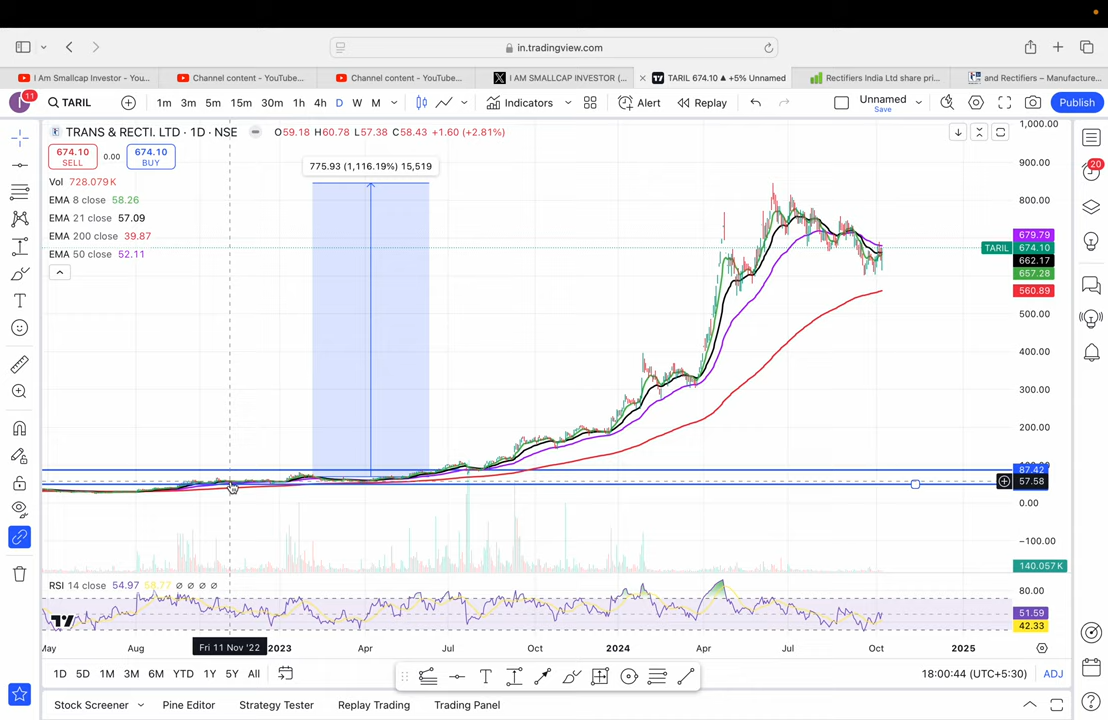 in.tradingview.com
I Am Smallcap Investor - You...
Channel content - YouTube...
Channel content - YouTube...
I AM SMALLCAP INVESTOR (...
TARIL 674.10 ▲ +5% Unnamed
Rectifiers India Ltd share pri...
and Rectifiers – Manufacture...
11
TARIL
1m 3m 5m 15m 30m 1h 4h D W M
Indicators
Alert
Replay
Unnamed
Save
Publish
TRANS & RECTI. LTD · 1D · NSE
O59.18 H60.78 L57.38 C58.43 +1.60 (+2.81%)
674.10
SELL
0.00
674.10
BUY
Vol 728.079K
EMA 8 close 58.26
EMA 21 close 57.09
EMA 200 close 39.87
EMA 50 close 52.11
775.93 (1,116.19%) 15,519
1,000.00
900.00
800.00
679.79
TARIL 674.10
662.17
657.28
560.89
500.00
400.00
300.00
200.00
87.42
57.58
0.00
−100.00
140.057K
20
RSI 14 close 54.97 58.77 ∅ ∅ ∅ ∅
80.00
51.59
42.33
May
Aug
Fri 11 Nov '22
2023
Apr
Jul
Oct
2024
Apr
Jul
Oct
2025
1D 5D 1M 3M 6M YTD 1Y 5Y All
18:00:44 (UTC+5:30)
ADJ
Stock Screener
Pine Editor
Strategy Tester
Replay Trading
Trading Panel